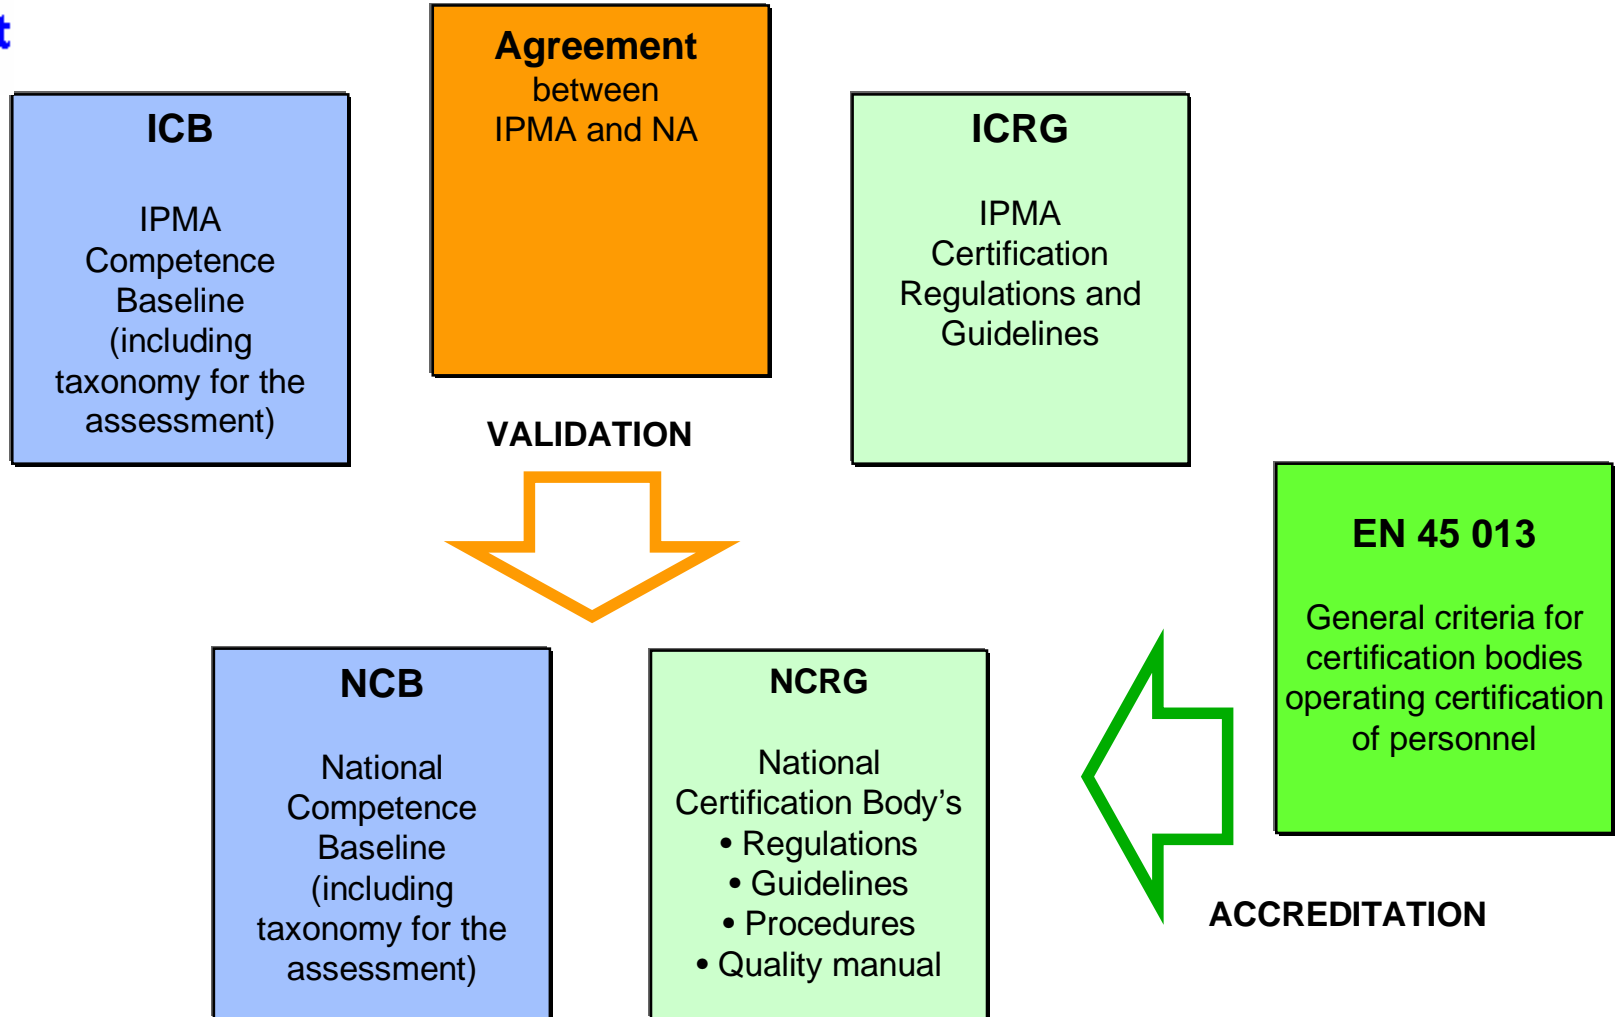 t
Agreement
between
IPMA and NA
ICB
IPMA
Competence
Baseline
(including
taxonomy for the
assessment)
ICRG
IPMA
Certification
Regulations and
Guidelines
VALIDATION
EN 45 013
General criteria for
certification bodies
operating certification
of personnel
NCB
National
Competence
Baseline
(including
taxonomy for the
assessment)
NCRG
National
Certification Body’s
• Regulations
• Guidelines
• Procedures
• Quality manual
ACCREDITATION